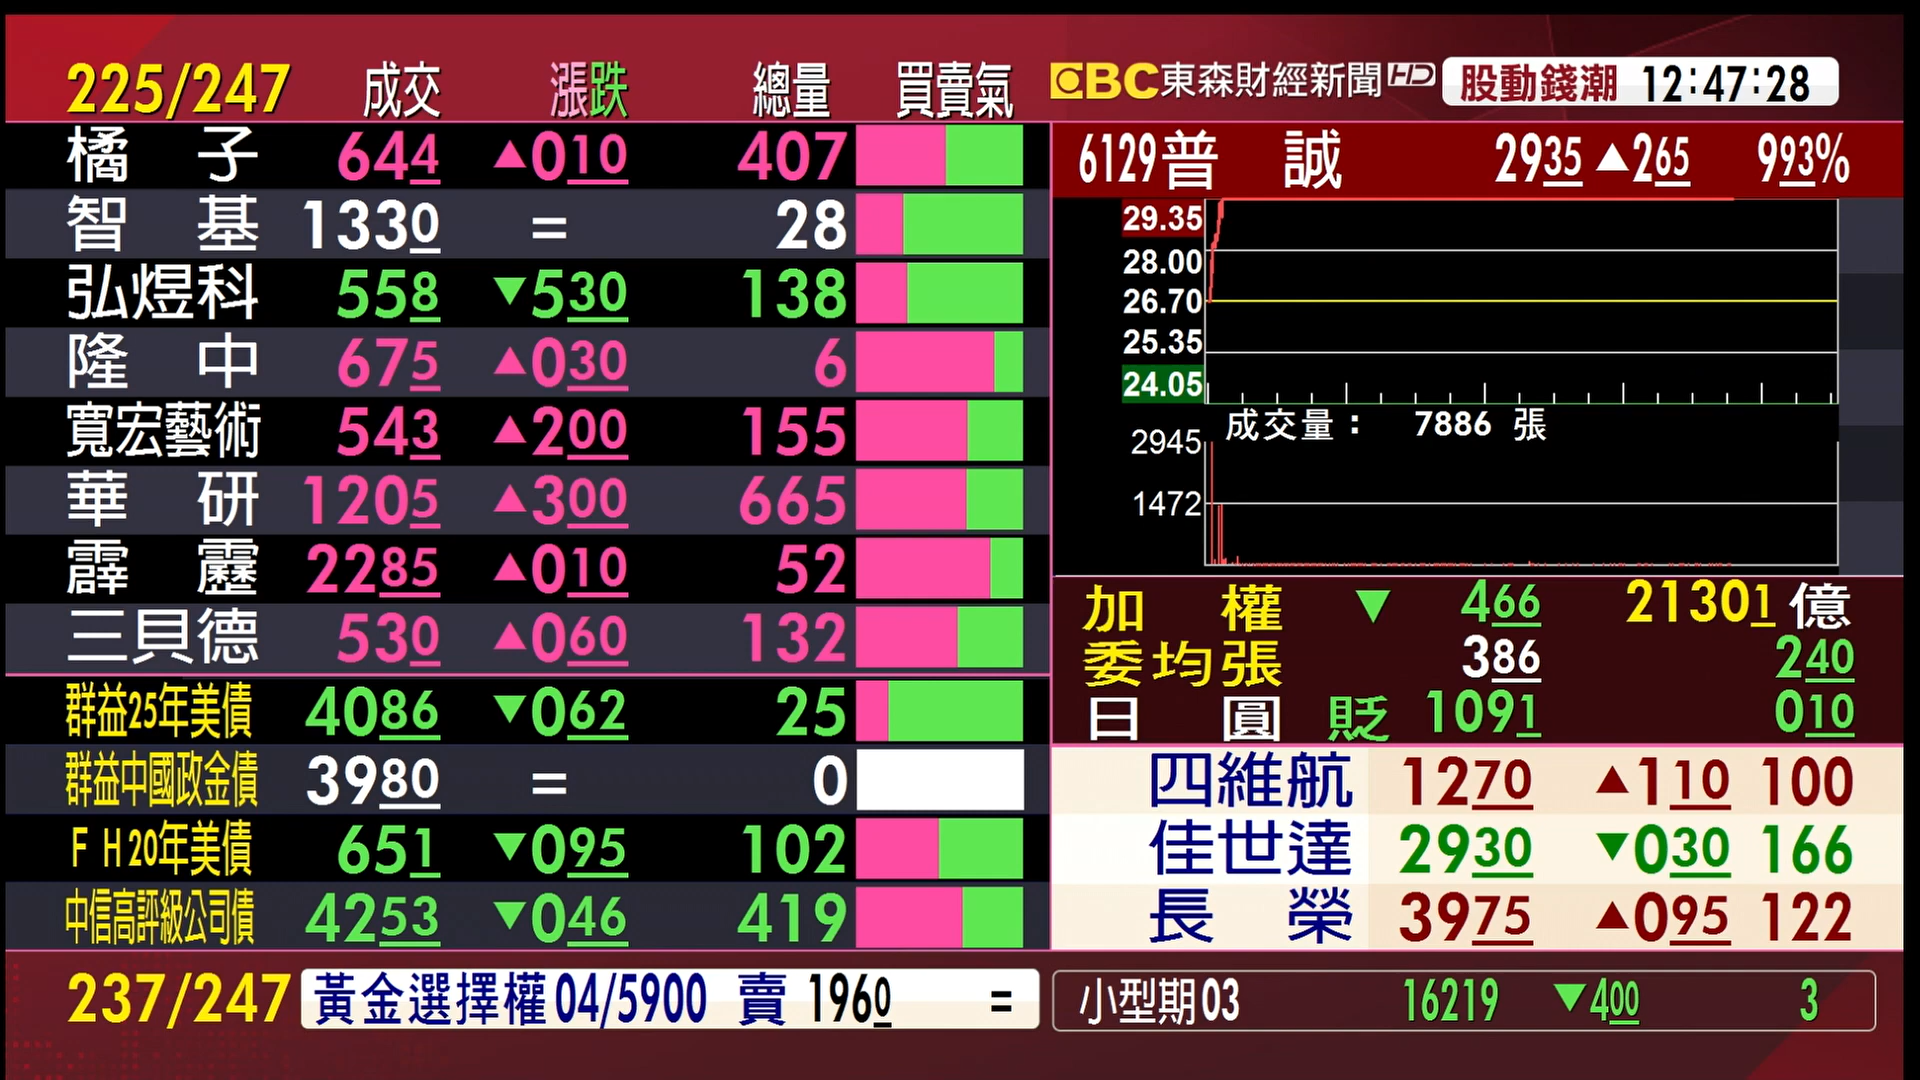 225/247 成交 漲跌 總量 買賣氣
橘子 644 ▲010 407
智基 1330 = 28
弘煜科 558 ▼530 138
隆中 675 ▲030 6
寬宏藝術 543 ▲200 155
華研 1205 ▲300 665
霹靂 2285 ▲010 52
三貝德 530 ▲060 132
群益25年美債 4086 ▼062 25
群益中國政金債 3980 = 0
FH20年美債 651 ▼095 102
中信高評級公司債 4253 ▼046 419
237/247 黃金選擇權04/5900 賣 1960 =
EBC東森財經新聞HD 股動錢潮 12:47:28
6129普誠 2935 ▲265 993%
29.35
28.00
26.70
25.35
24.05
成交量： 7886 張
2945
1472
加權 ▼ 466 21301 億
委均張 386 240
日圓 貶 1091 010
四維航 1270 ▲110 100
佳世達 2930 ▼030 166
長榮 3975 ▲095 122
小型期03 16219 ▼400 3